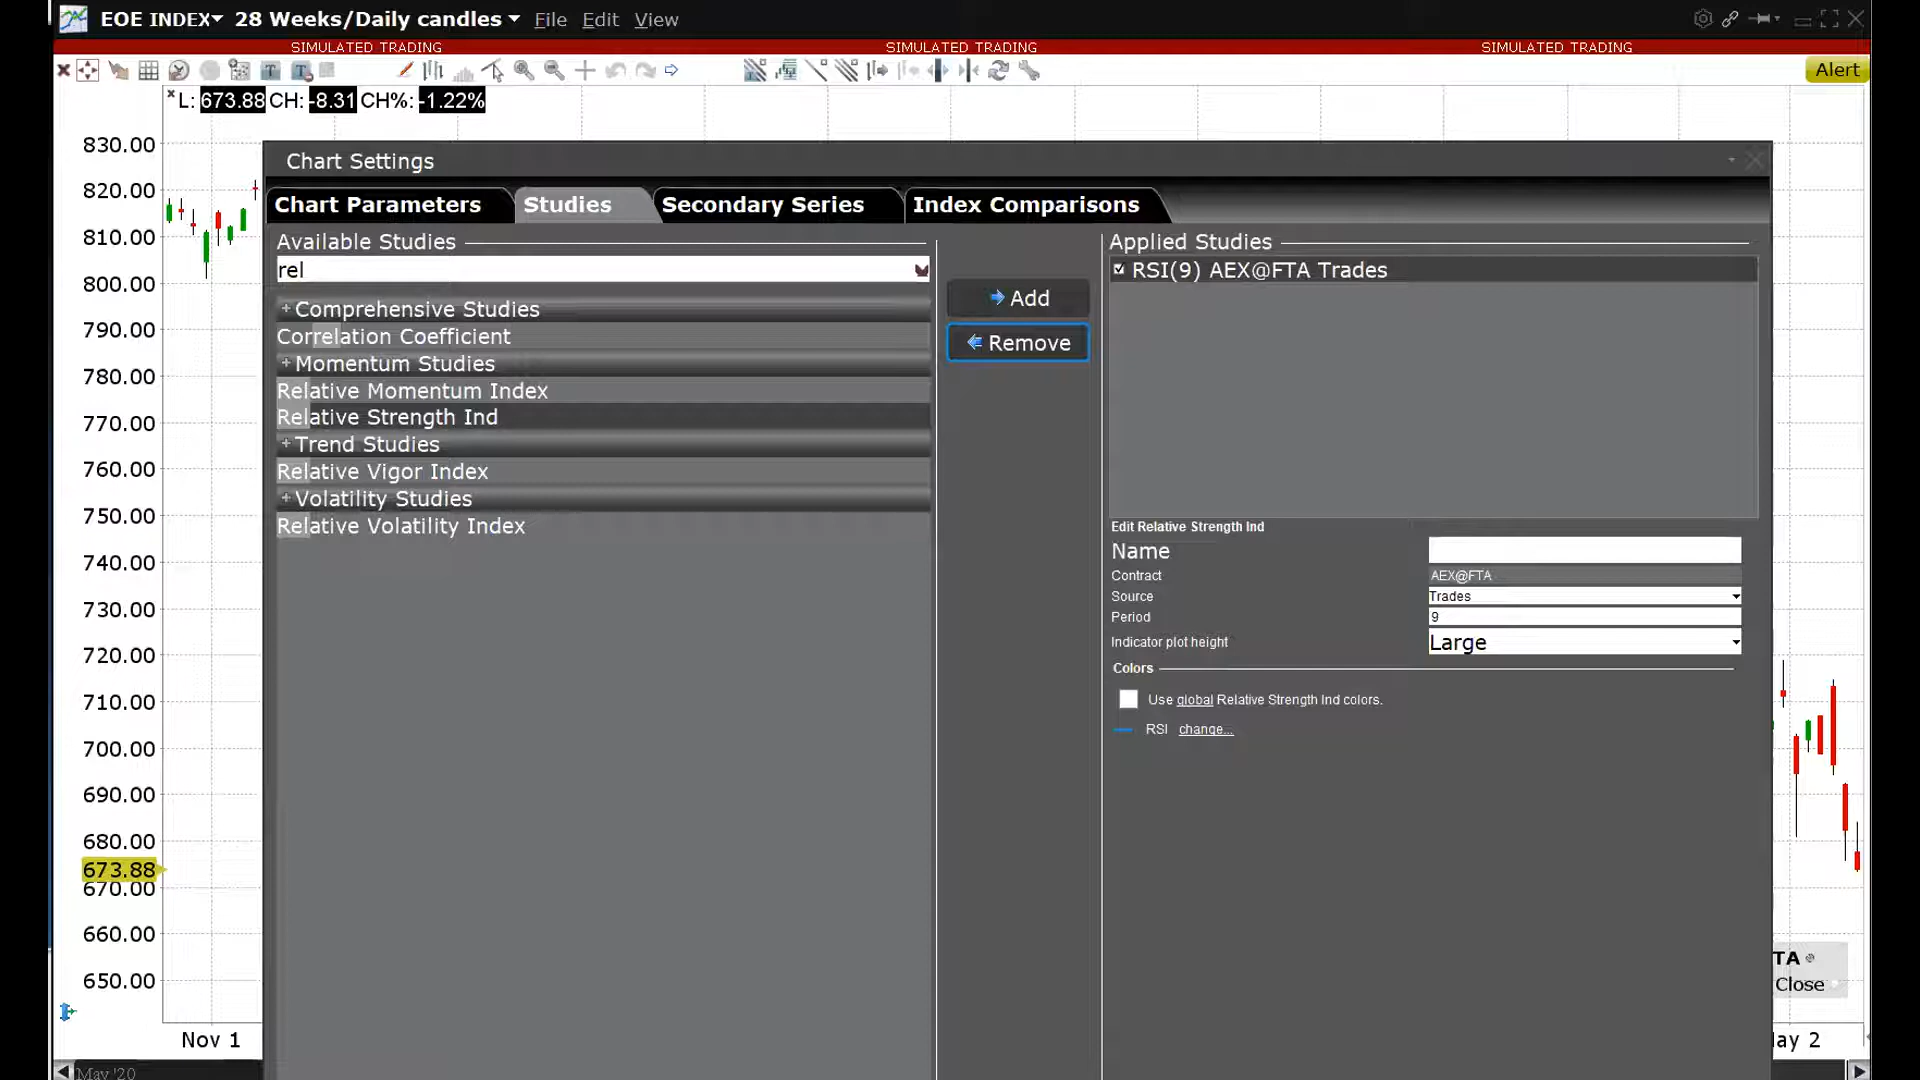 EOE INDEX 28 Weeks/Daily candles File Edit View
SIMULATED TRADING SIMULATED TRADING SIMULATED TRADING
Alert
L: 673.88 CH: -8.31 CH%: -1.22%
830.00
820.00
810.00
800.00
790.00
780.00
770.00
760.00
750.00
740.00
730.00
720.00
710.00
700.00
690.00
680.00
673.88
670.00
660.00
650.00
Nov 1
May '20
Chart Settings
Chart Parameters Studies Secondary Series Index Comparisons
Available Studies
rel
Comprehensive Studies
Correlation Coefficient
Momentum Studies
Relative Momentum Index
Relative Strength Ind
Trend Studies
Relative Vigor Index
Volatility Studies
Relative Volatility Index
Add
Remove
Applied Studies
RSI(9) AEX@FTA Trades
Edit Relative Strength Ind
Name
Contract AEX@FTA
Source Trades
Period 9
Indicator plot height Large
Colors
Use global Relative Strength Ind colors.
RSI change...
TA
Close
ay 2